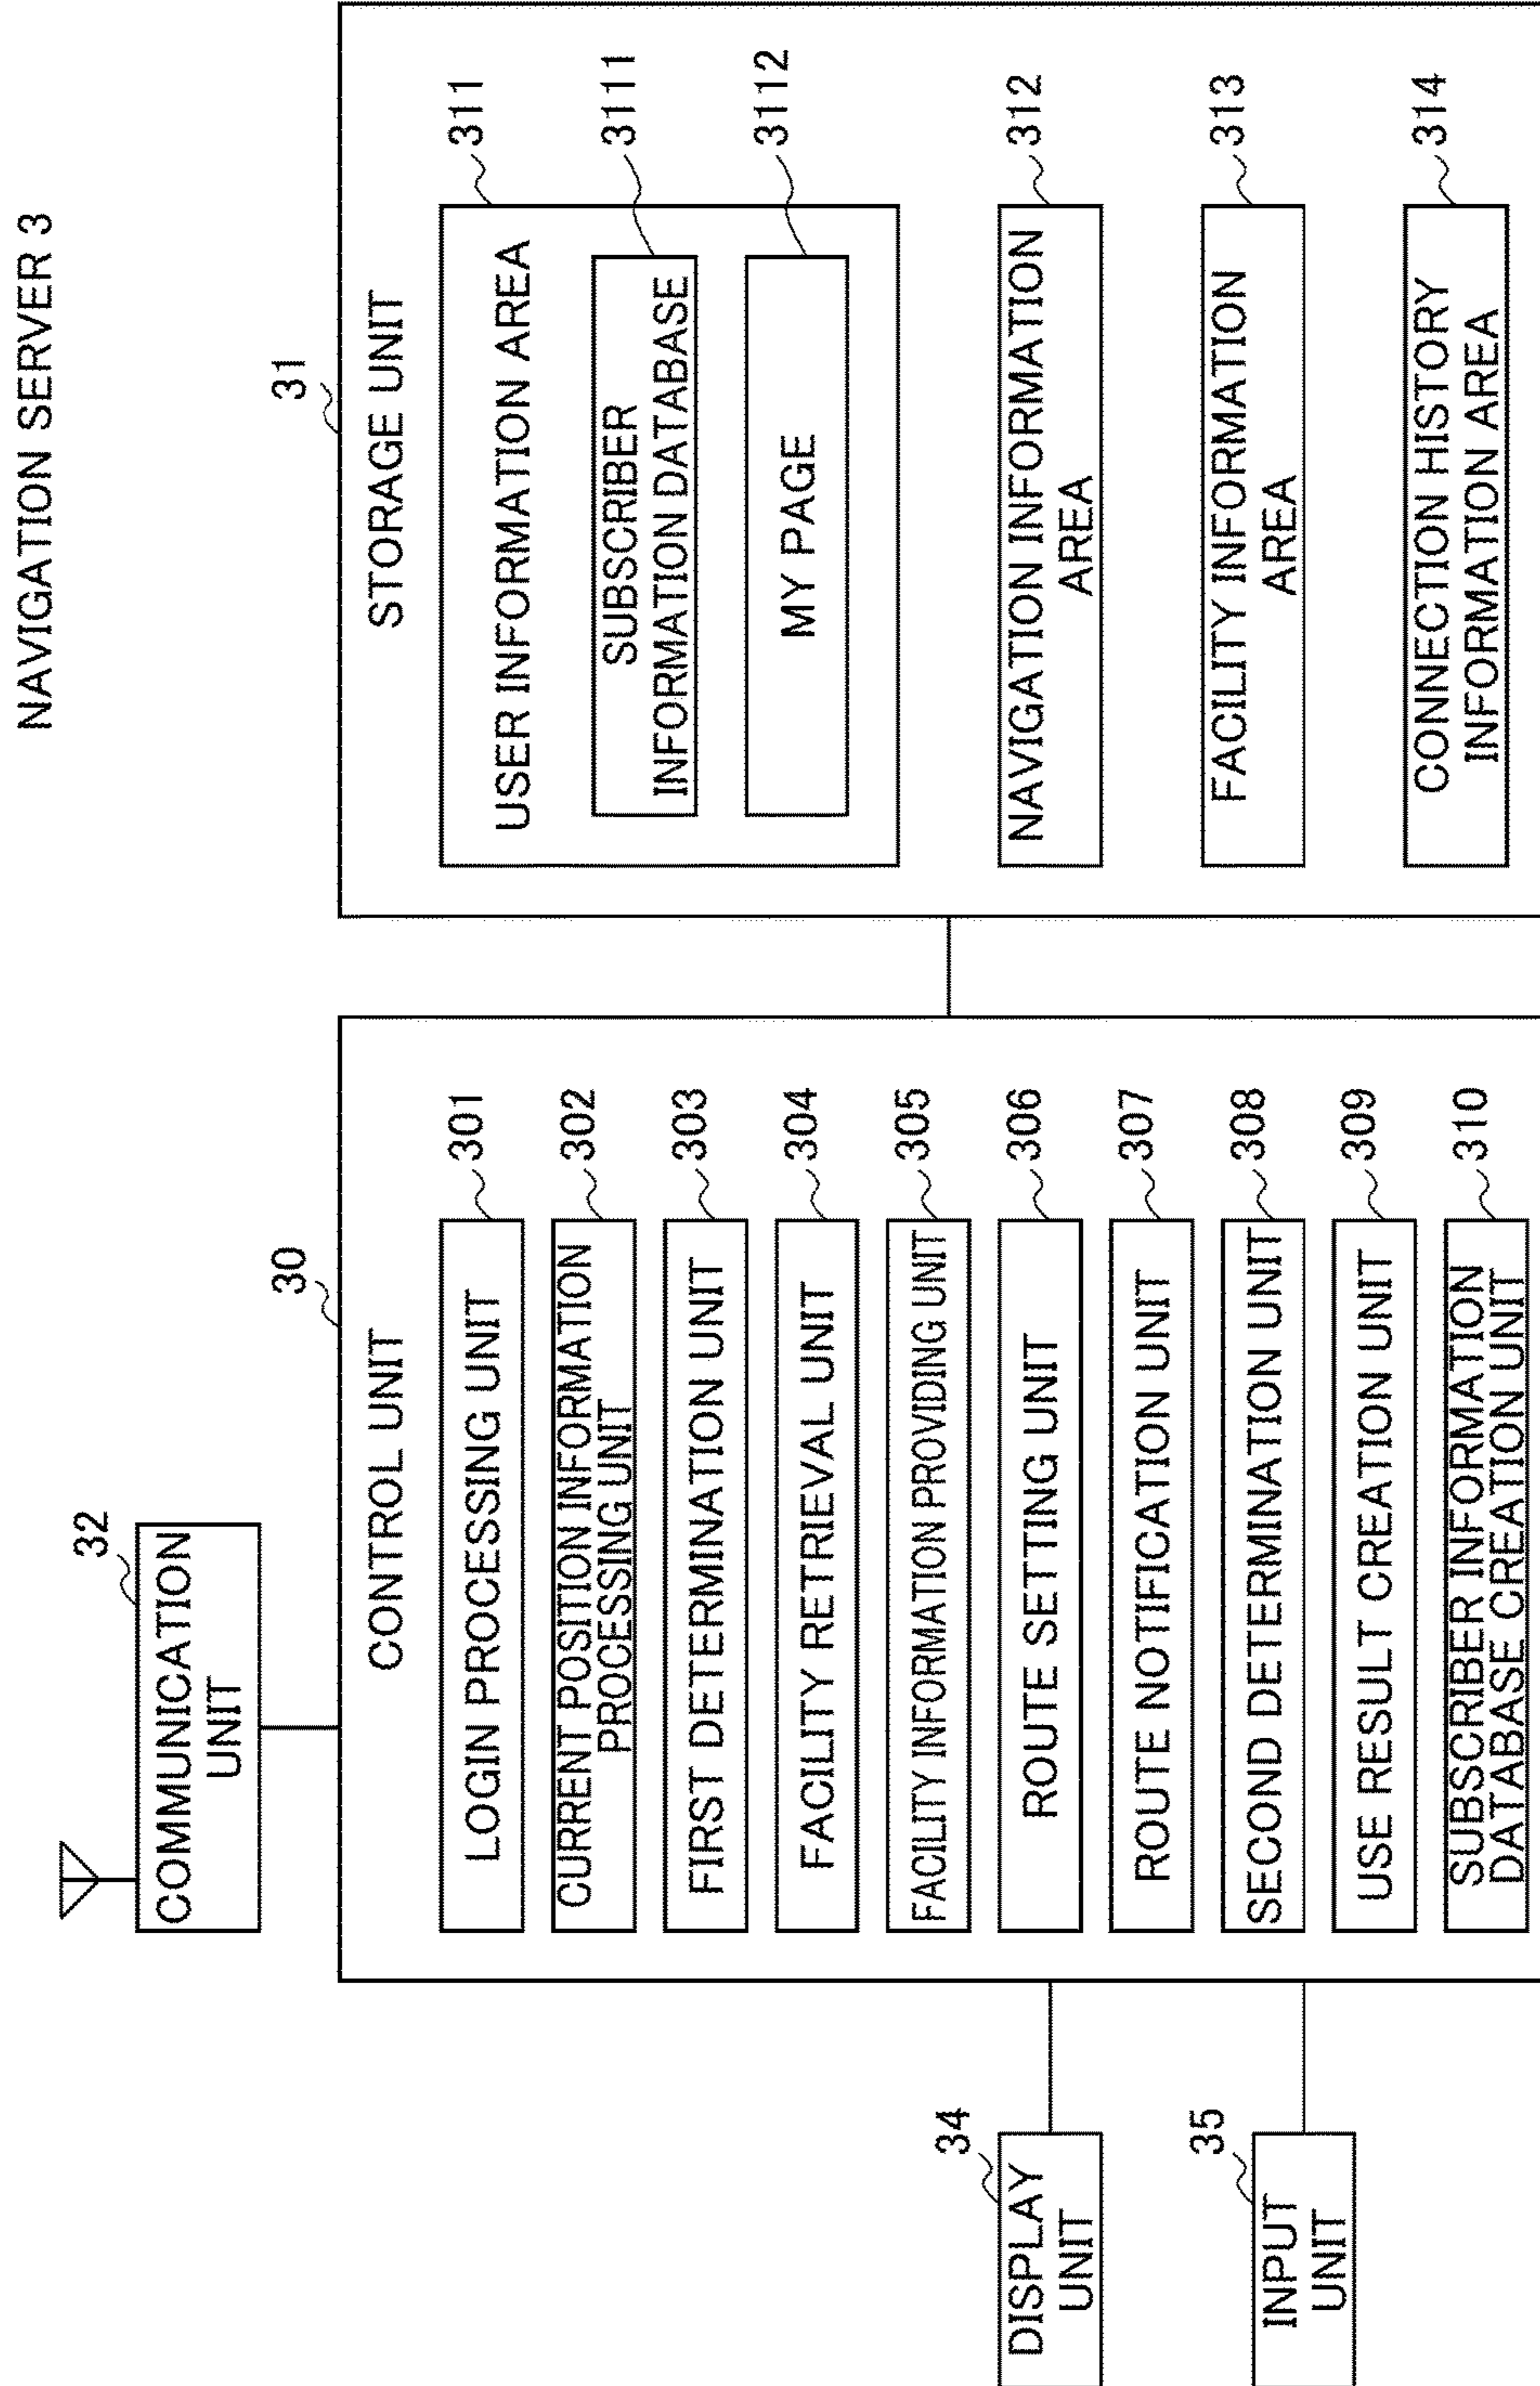 NAVIGATION SERVER 3
32
COMMUNICATION
UNIT
30
CONTROL UNIT
LOGIN PROCESSING UNIT
301
CURRENT POSITION INFORMATION
PROCESSING UNIT
302
FIRST DETERMINATION UNIT
303
FACILITY RETRIEVAL UNIT
304
FACILITY INFORMATION PROVIDING UNIT
305
ROUTE SETTING UNIT
306
ROUTE NOTIFICATION UNIT
307
SECOND DETERMINATION UNIT
308
USE RESULT CREATION UNIT
309
SUBSCRIBER INFORMATION
DATABASE CREATION UNIT
310
34
DISPLAY
UNIT
35
INPUT
UNIT
31
STORAGE UNIT
USER INFORMATION AREA
311
SUBSCRIBER
INFORMATION DATABASE
3111
MY PAGE
3112
NAVIGATION INFORMATION
AREA
312
FACILITY INFORMATION
AREA
313
CONNECTION HISTORY
INFORMATION AREA
314